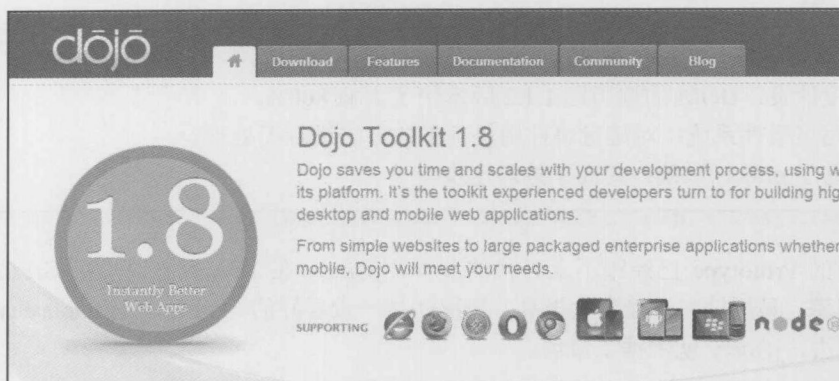 dōjō
Download Features Documentation Community Blog
Dojo Toolkit 1.8
Dojo saves you time and scales with your development process, using
its platform. It's the toolkit experienced developers turn to for building
desktop and mobile web applications.
From simple websites to large packaged enterprise applications whether
mobile, Dojo will meet your needs.
1.8
Instantly Better
Web Apps
SUPPORTING
node